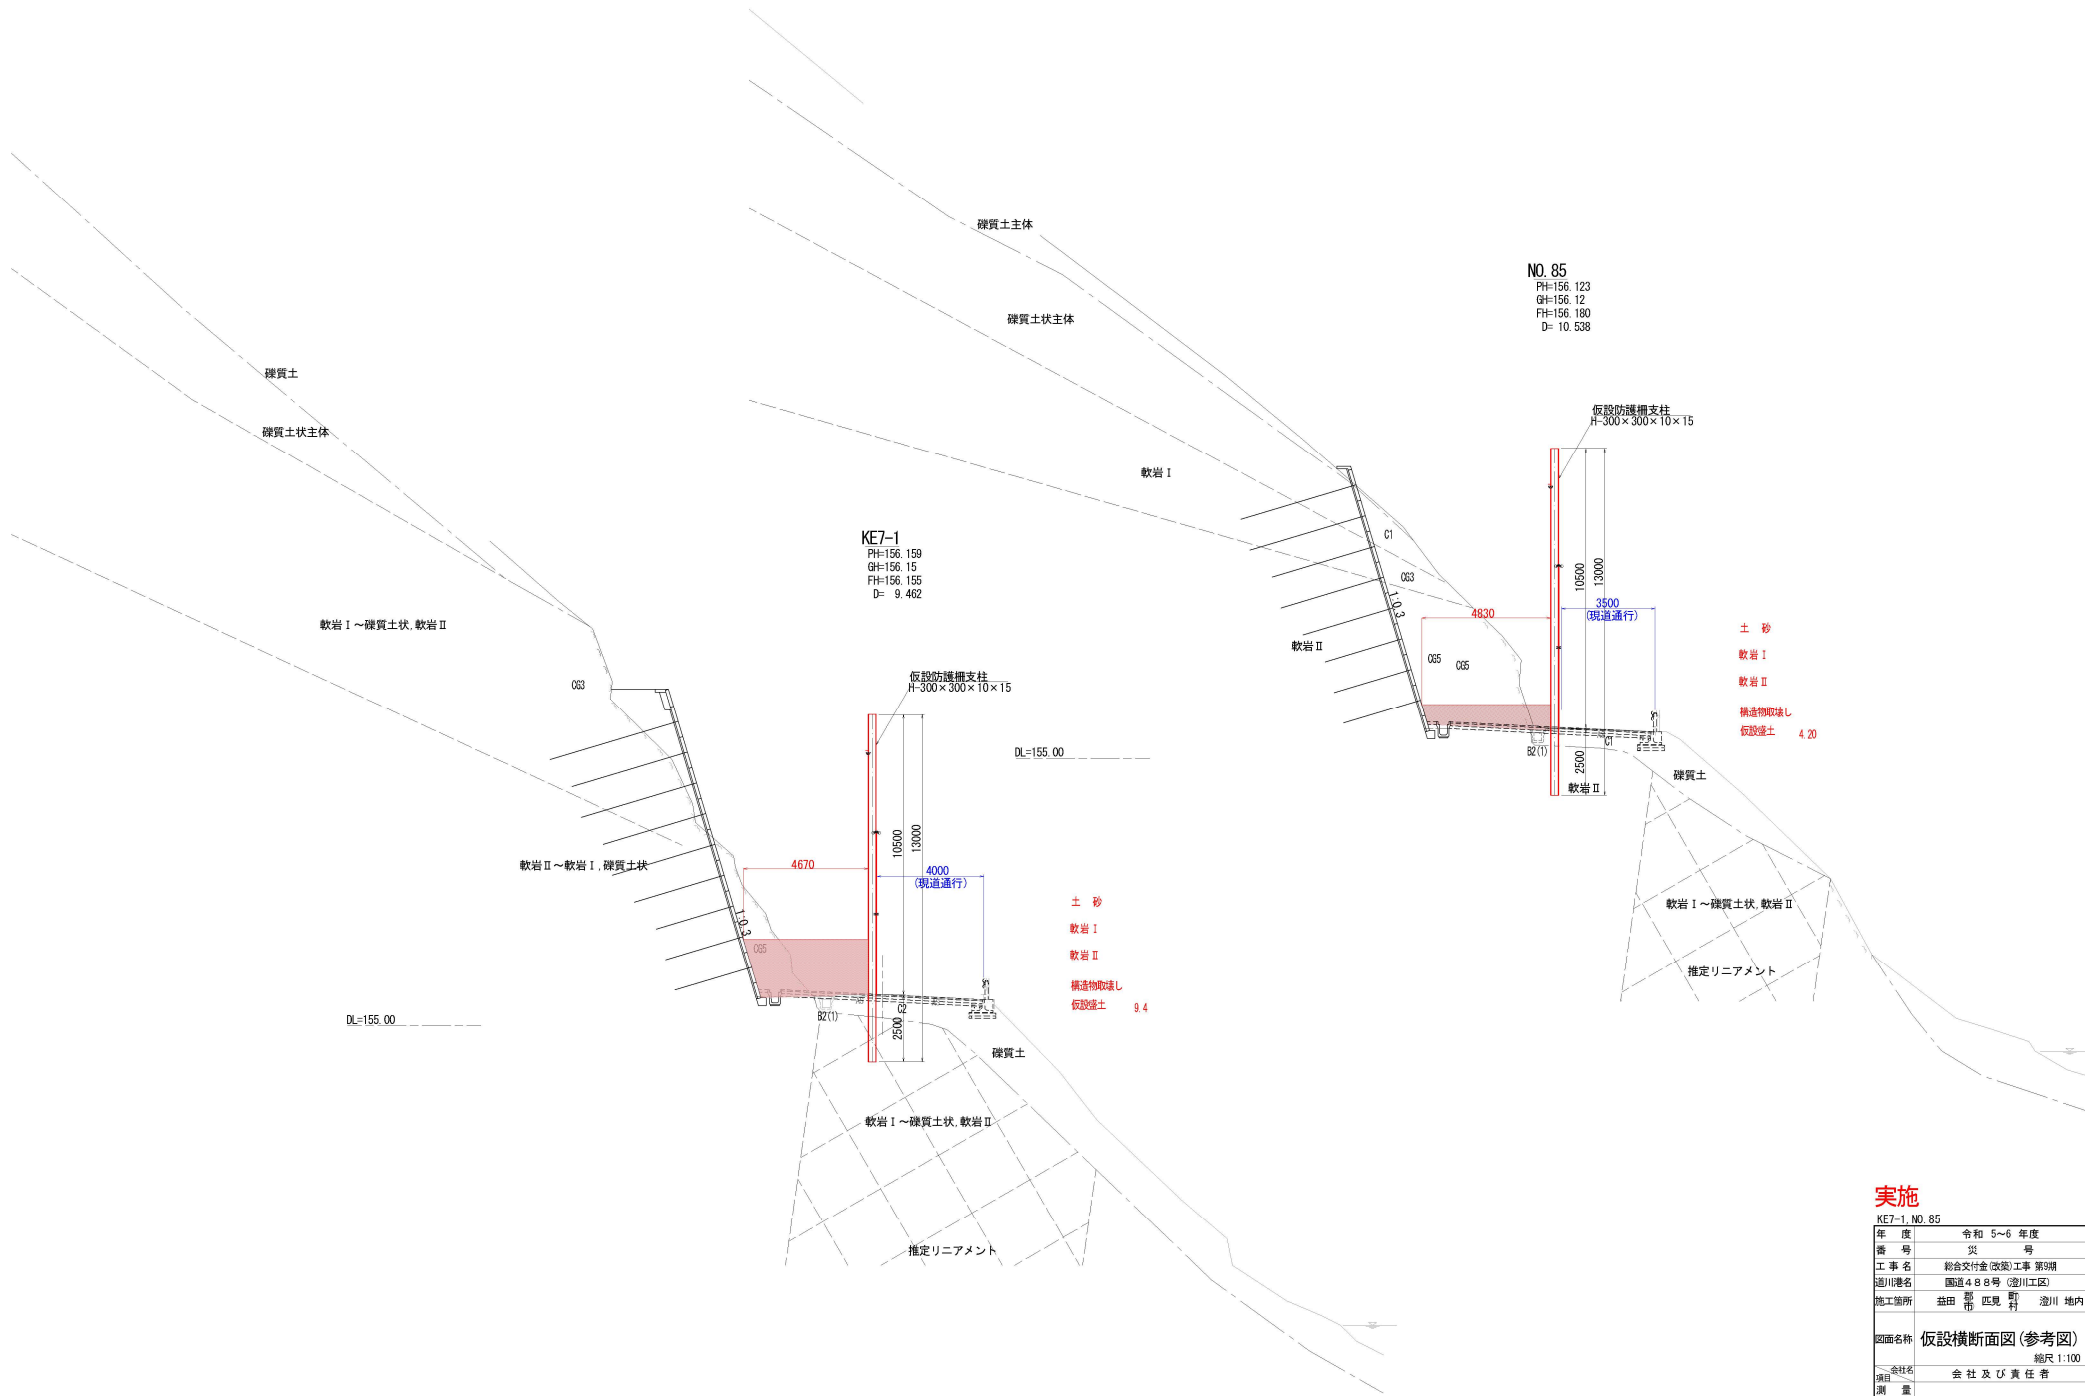 礫質土主体
NO.85
PH=156.123
GH=156.12
FH=156.180
D= 10.538
礫質土状主体
礫質土
仮設防護柵支柱
H-300×300×10×15
礫質土状主体
軟岩Ⅰ
C1
KE7-1
PH=156.159
GH=156.15
FH=156.155
D= 9.462
CG3
10500
13000
1:0.3
3500
(現道通行)
4830
軟岩Ⅰ～礫質土状,軟岩Ⅱ
土 砂
軟岩Ⅱ
CG5
CG5
軟岩Ⅰ
軟岩Ⅱ
CG3
仮設防護柵支柱
H-300×300×10×15
構造物取壊し
仮設盛土 4.20
DL=155.00
B2(1)
C1
2500
礫質土
軟岩Ⅱ
10500
13000
軟岩Ⅱ～軟岩Ⅰ,礫質土状
4670
4000
(現道通行)
土 砂
軟岩Ⅰ～礫質土状,軟岩Ⅱ
1:0.3
軟岩Ⅰ
CG5
軟岩Ⅱ
推定リニアメント
構造物取壊し
仮設盛土 9.4
DL=155.00
B2(1)
C2
2500
礫質土
軟岩Ⅰ～礫質土状,軟岩Ⅱ
推定リニアメント
実施
KE7-1,NO.85
年 度 令和 5～6 年度
番 号 災 号
工事名 総合交付金(改築)工事 第9期
道川港名 国道488号(澄川工区)
施工箇所 益田 郡市 匹見 町村 澄川 地内
図面名称 仮設横断面図(参考図)
縮尺 1:100
会社名
項目 会社及び責任者
測 量